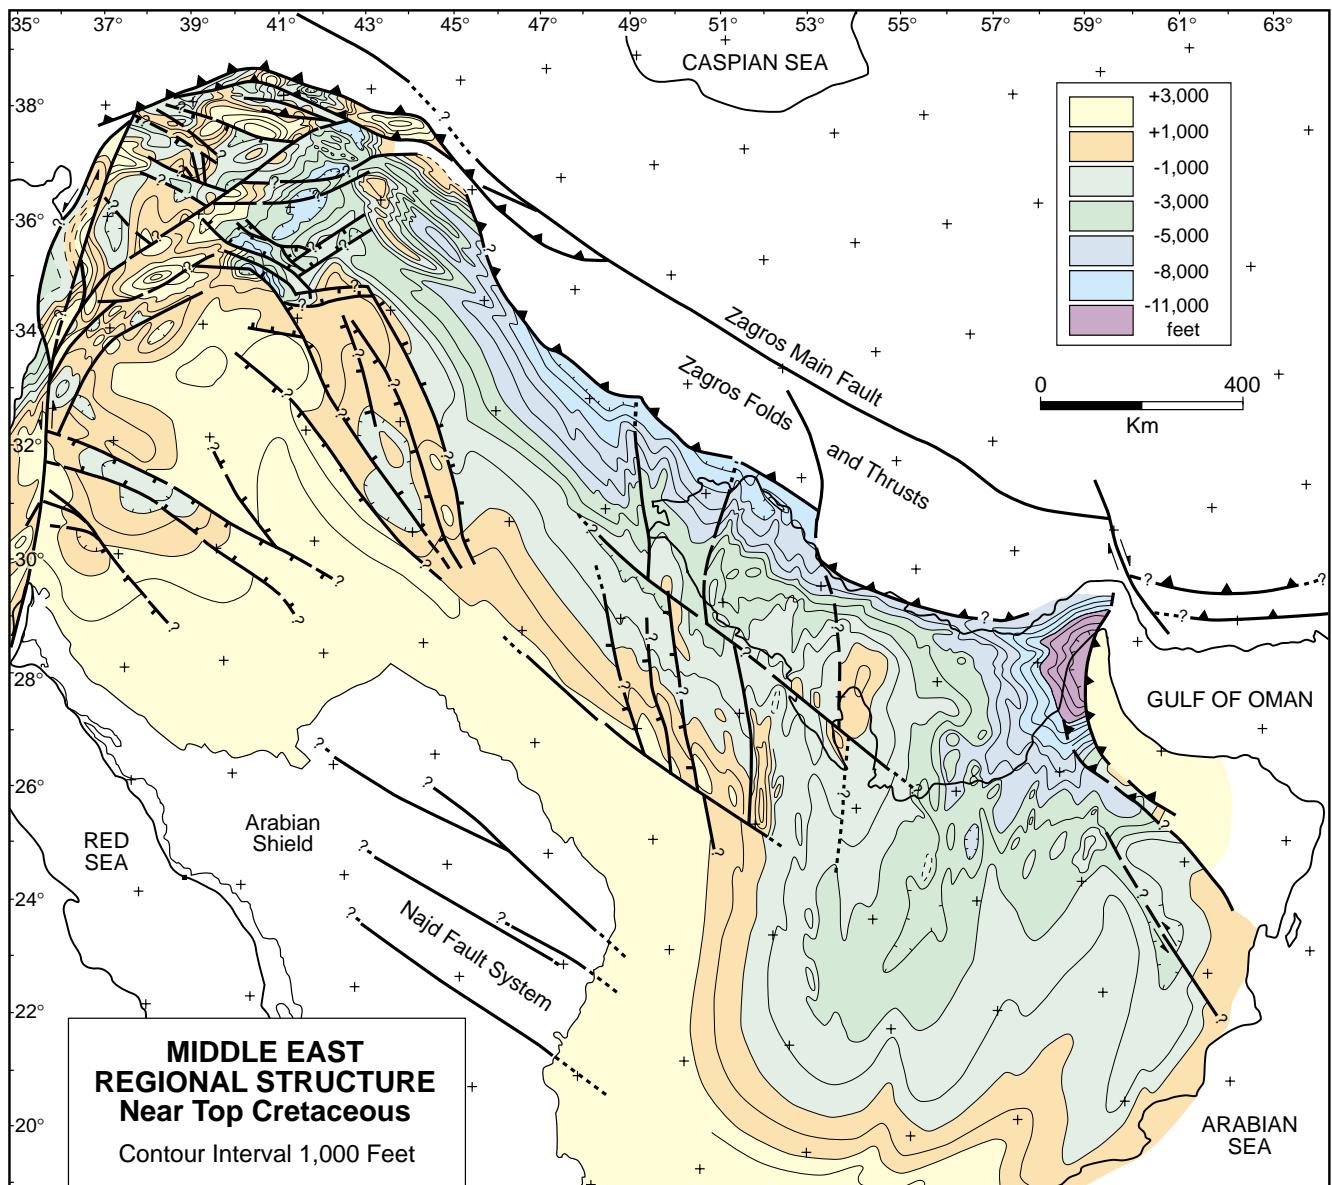 35° 37° 39° 41° 43° 45° 47° 49° 51° 53° 55° 57° 59° 61° 63°
CASPIAN SEA
+3,000
+1,000
-1,000
-3,000
-5,000
-8,000
-11,000
feet
0 400
Km
38°
36°
34°
32°
30°
28°
26°
24°
22°
20°
Zagros Main Fault
Zagros Folds
and Thrusts
GULF OF OMAN
RED
SEA
Arabian
Shield
Najd Fault System
ARABIAN
SEA
MIDDLE EAST
REGIONAL STRUCTURE
Near Top Cretaceous
Contour Interval 1,000 Feet